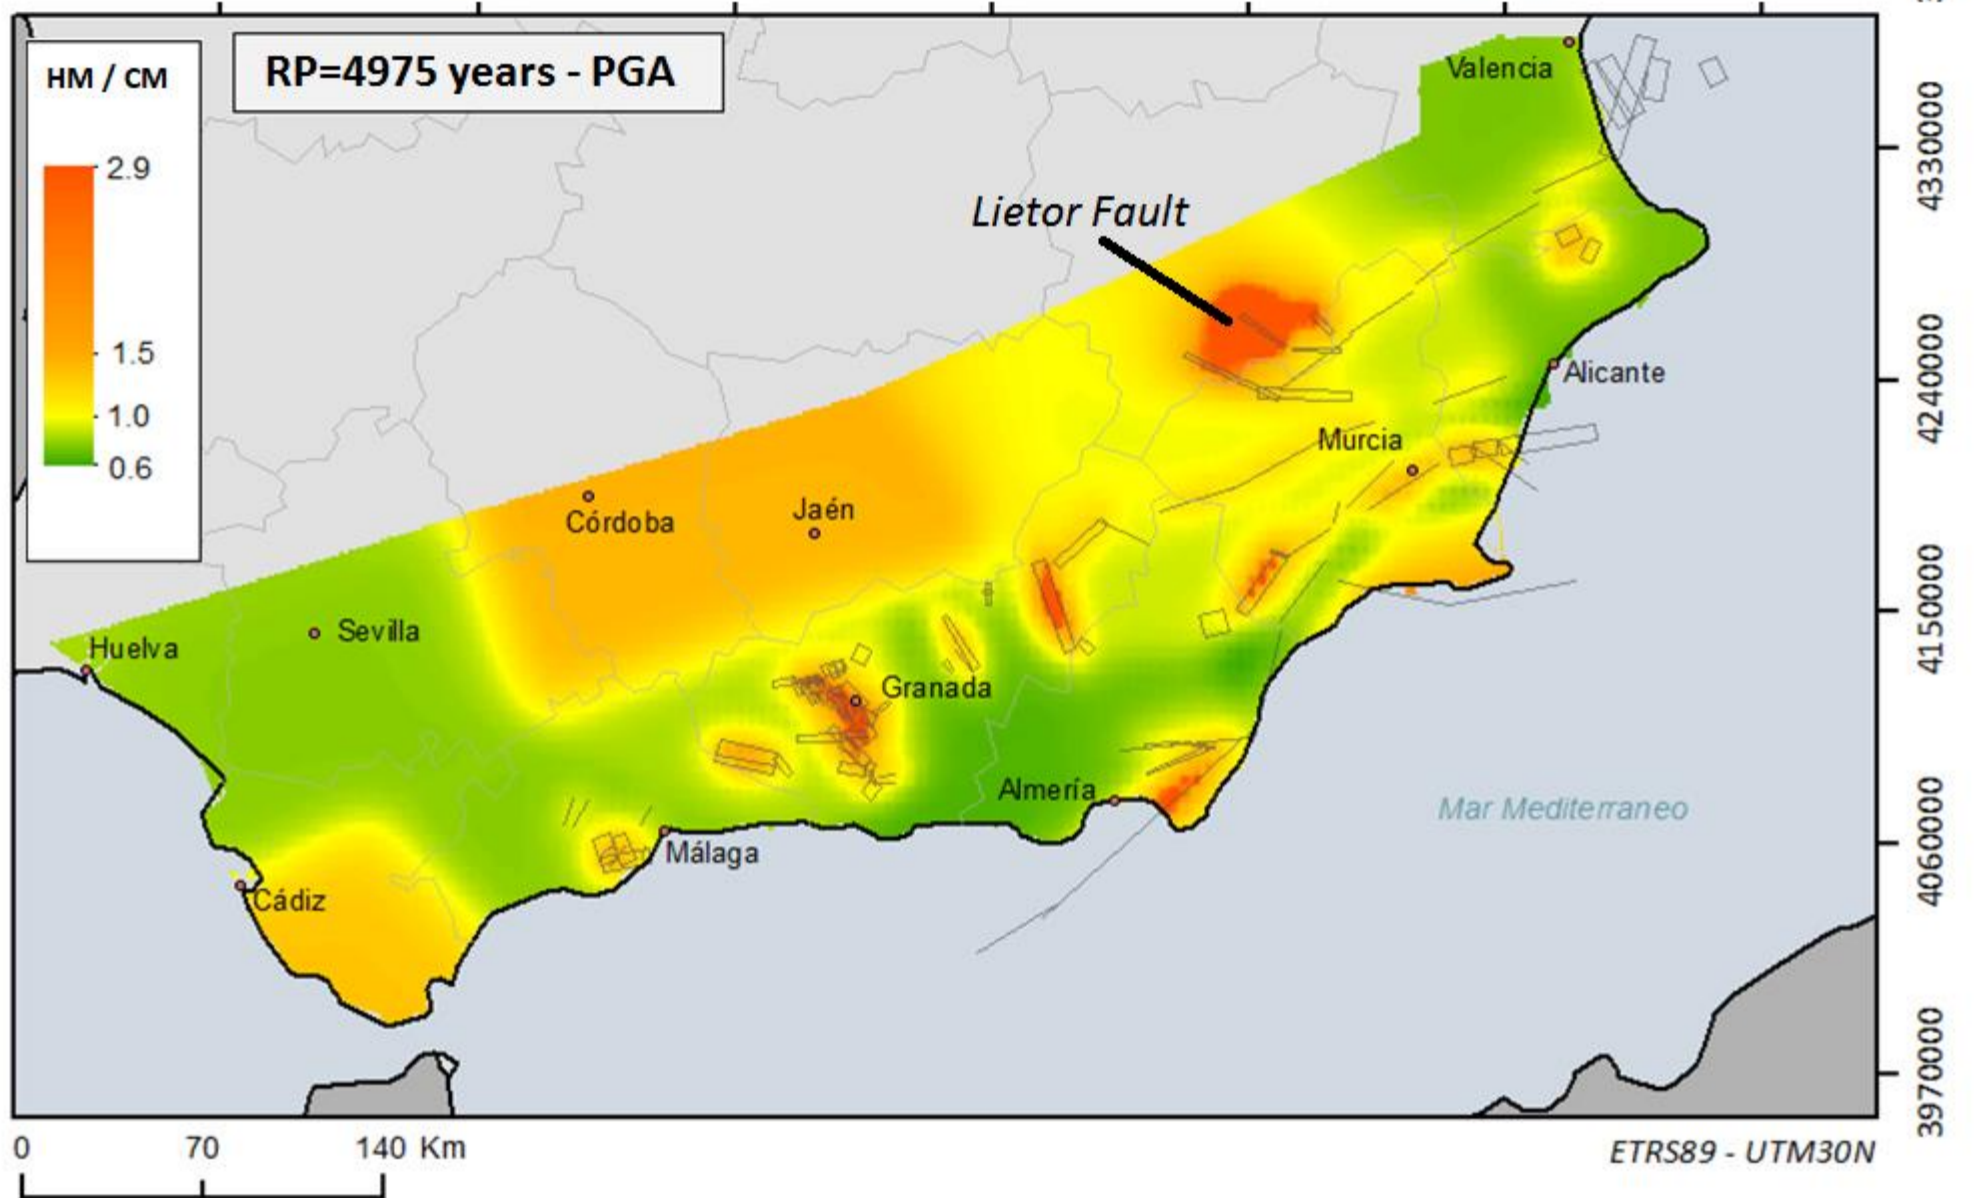 HM / CM
2.9
1.5
1.0
0.6
RP=4975 years - PGA
Valencia
Lietor Fault
Alicante
Murcia
Córdoba
Jaén
Huelva
Sevilla
Granada
Almería
Málaga
Cádiz
Mar Mediterraneo
4330000
4240000
4150000
4060000
3970000
0 70 140 Km
ETRS89 - UTM30N